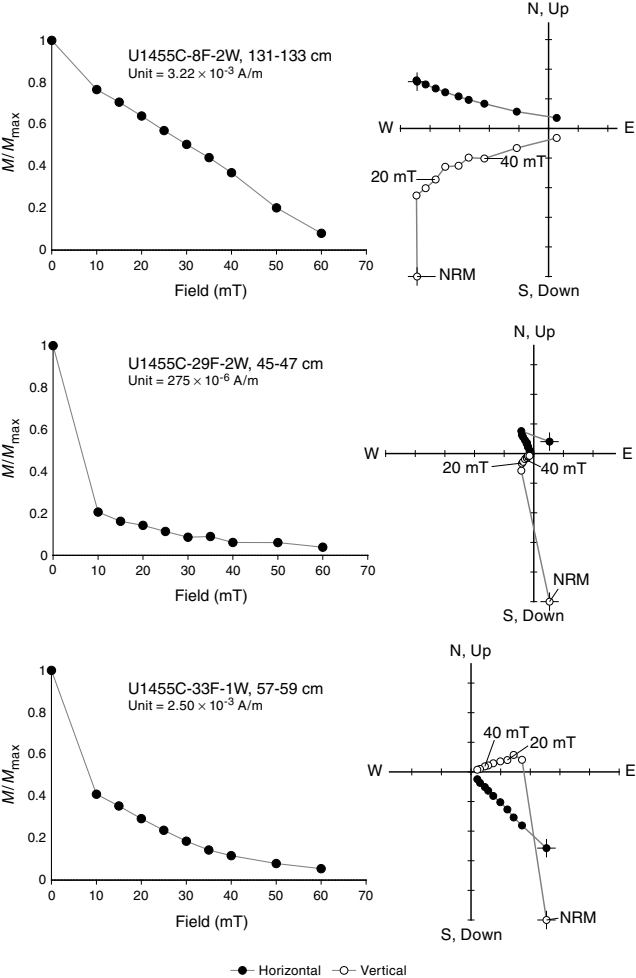 U1455C-8F-2W, 131-133 cm
Unit = 3.22 × 10-3 A/m
M/Mmax
1
0.8
0.6
0.4
0.2
0
0 10 20 30 40 50 60 70
Field (mT)
N, Up
W
E
40 mT
20 mT
NRM
S, Down
U1455C-29F-2W, 45-47 cm
Unit = 275 × 10-6 A/m
M/Mmax
1
0.8
0.6
0.4
0.2
0
0 10 20 30 40 50 60 70
Field (mT)
N, Up
W
E
20 mT
40 mT
NRM
S, Down
U1455C-33F-1W, 57-59 cm
Unit = 2.50 × 10-3 A/m
M/Mmax
1
0.8
0.6
0.4
0.2
0
0 10 20 30 40 50 60 70
Field (mT)
N, Up
40 mT
20 mT
W
E
NRM
S, Down
Horizontal Vertical